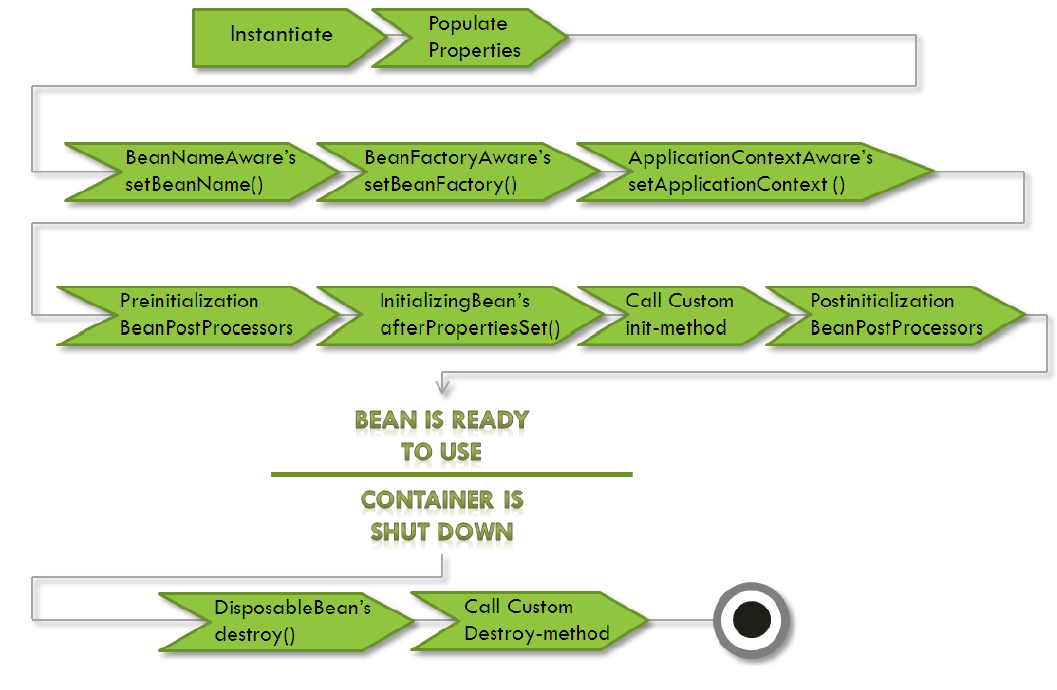 Instantiate
Populate
Properties
BeanNameAware's
setBeanName()
BeanFactoryAware's
setBeanFactory()
ApplicationContextAware's
setApplicationContext ()
Preinitialization
BeanPostProcessors
InitializingBean's
afterPropertiesSet()
Call Custom
init-method
Postinitialization
BeanPostProcessors
BEAN IS READY
TO USE
CONTAINER IS
SHUT DOWN
DisposableBean's
destroy()
Call Custom
Destroy-method